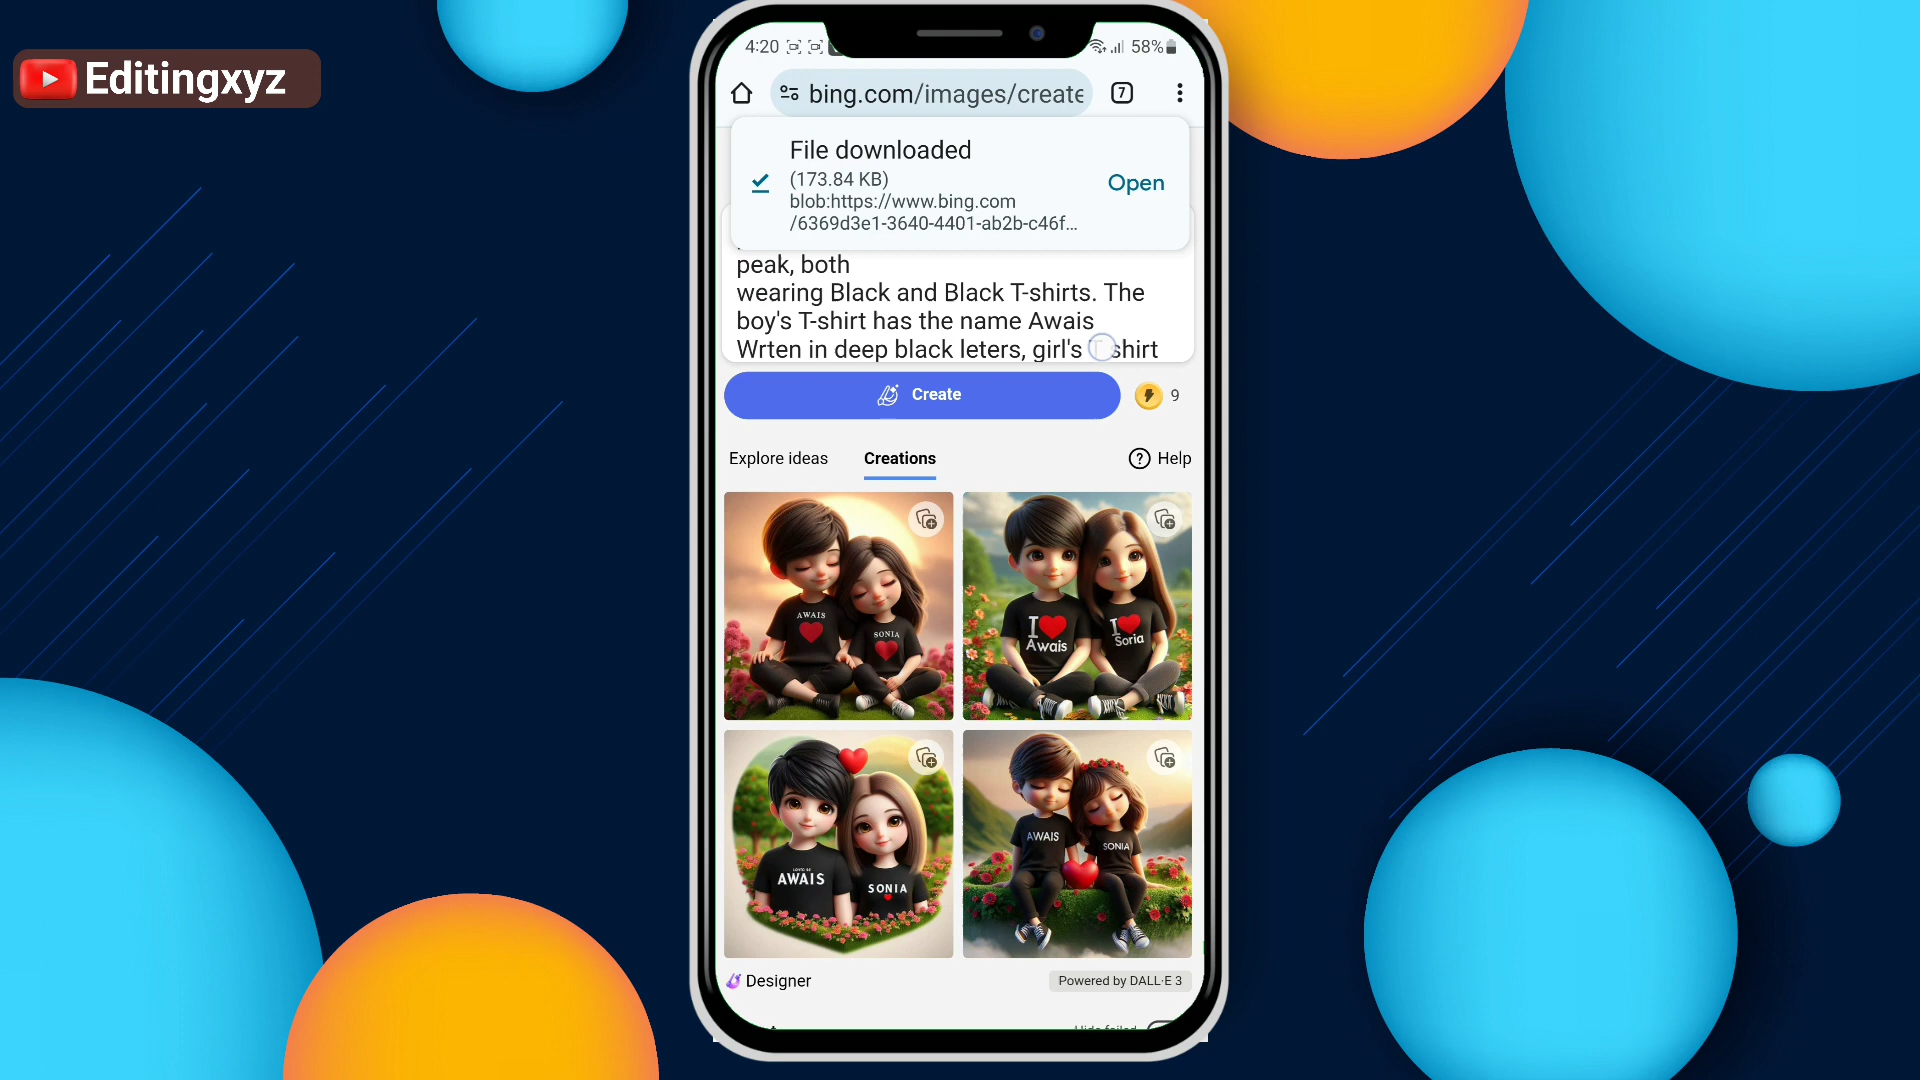 Editingxyz
4:20
58%
bing.com/images/create
7
File downloaded
(173.84 KB)
blob:https://www.bing.com
/6369d3e1-3640-4401-ab2b-c46f...
Open
peak, both
wearing Black and Black T-shirts. The
boy's T-shirt has the name Awais
Wrten in deep black leters, girl's T shirt
Create
9
Explore ideas
Creations
Help
AWAIS
SONIA
I
Awais
I
Soria
AWAIS
SONIA
AWAIS
SONIA
Designer
Powered by DALL·E 3